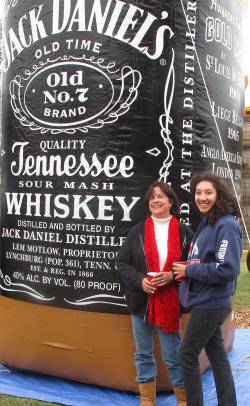 JACK DANIEL'S
OLD TIME
Old No.7
BRAND
QUALITY
Tennessee
SOUR MASH
WHISKEY
DISTILLED AND BOTTLED BY
JACK DANIEL DISTILLE
LEM MOTLOW, PROPRIETO
LYNCHBURG (POP. 361), TENN.
EST. & REG. IN 1866
40% ALC. BY VOL. (80 PROOF)
AT THE DISTILLER
GOLD
St. Louis
Liege
1905
Anglo-Am
London